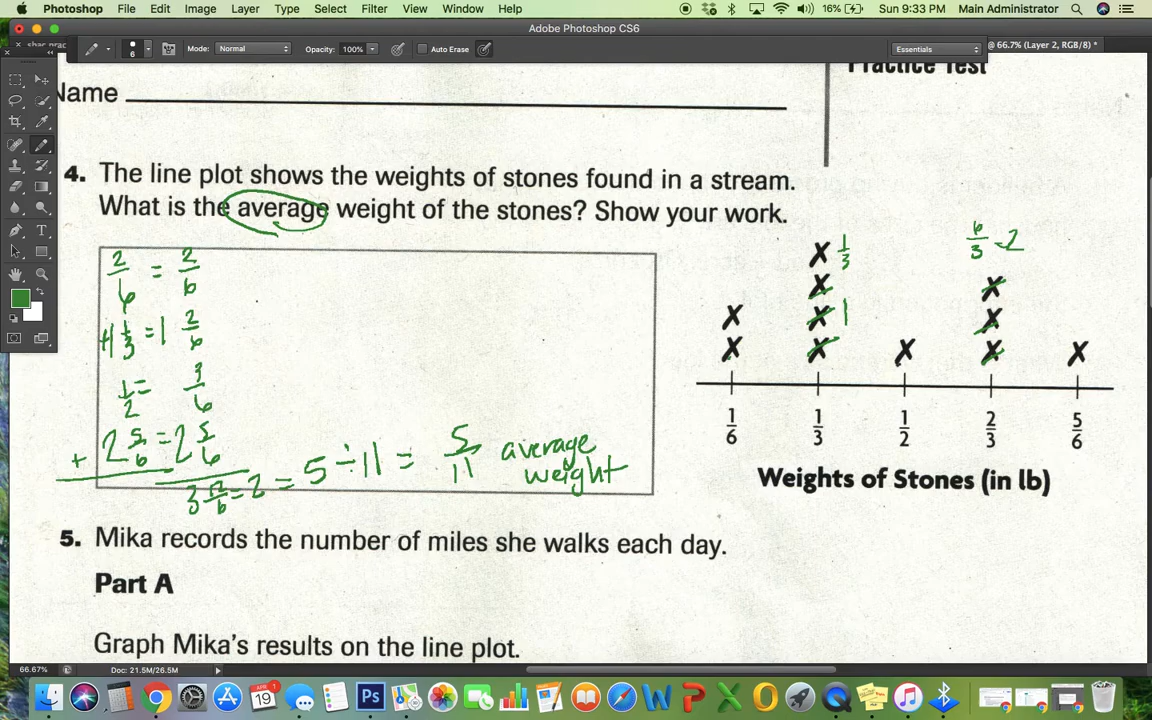 Photoshop File Edit Image Layer Type Select Filter View Window Help 16% Sun 9:33 PM Main Administrator
Adobe Photoshop CS6
6 Mode: Normal Opacity: 100% Auto Erase Essentials
@ 66.7% (Layer 2, RGB/8) *
Practice Test
Name
4. The line plot shows the weights of stones found in a stream.
What is the average weight of the stones? Show your work.
2/6 = 2/6
+1 1/3 = 1 2/6
1/2 = 3/6
+ 2 5/6 = 2 5/6
3 12/6 = 2 = 5 ÷ 11 = 5/11 average
weight
1/3
1
6/3 = 2
X X X X X X X X X X X
1/6 1/3 1/2 2/3 5/6
Weights of Stones (in lb)
5. Mika records the number of miles she walks each day.
Part A
Graph Mika's results on the line plot.
66.67% Doc: 21.5M/26.5M
APR 19
Ps